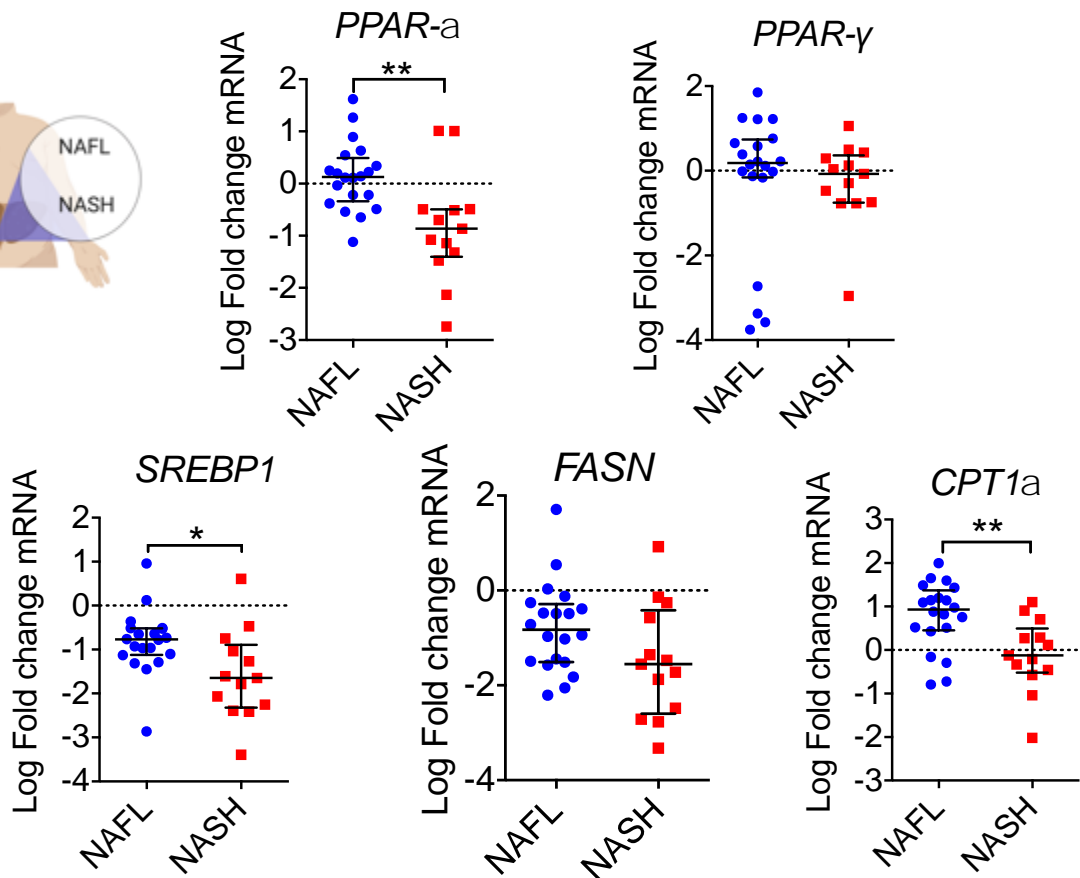 NAFL
NASH
PPAR-a
Log Fold change mRNA
2
1
0
-1
-2
-3
**
NAFL
NASH
PPAR-γ
Log Fold change mRNA
2
0
-2
-4
NAFL
NASH
SREBP1
Log Fold change mRNA
2
1
0
-1
-2
-3
-4
*
NAFL
NASH
FASN
Log Fold change mRNA
2
0
-2
-4
NAFL
NASH
CPT1a
Log Fold change mRNA
3
2
1
0
-1
-2
-3
**
NAFL
NASH